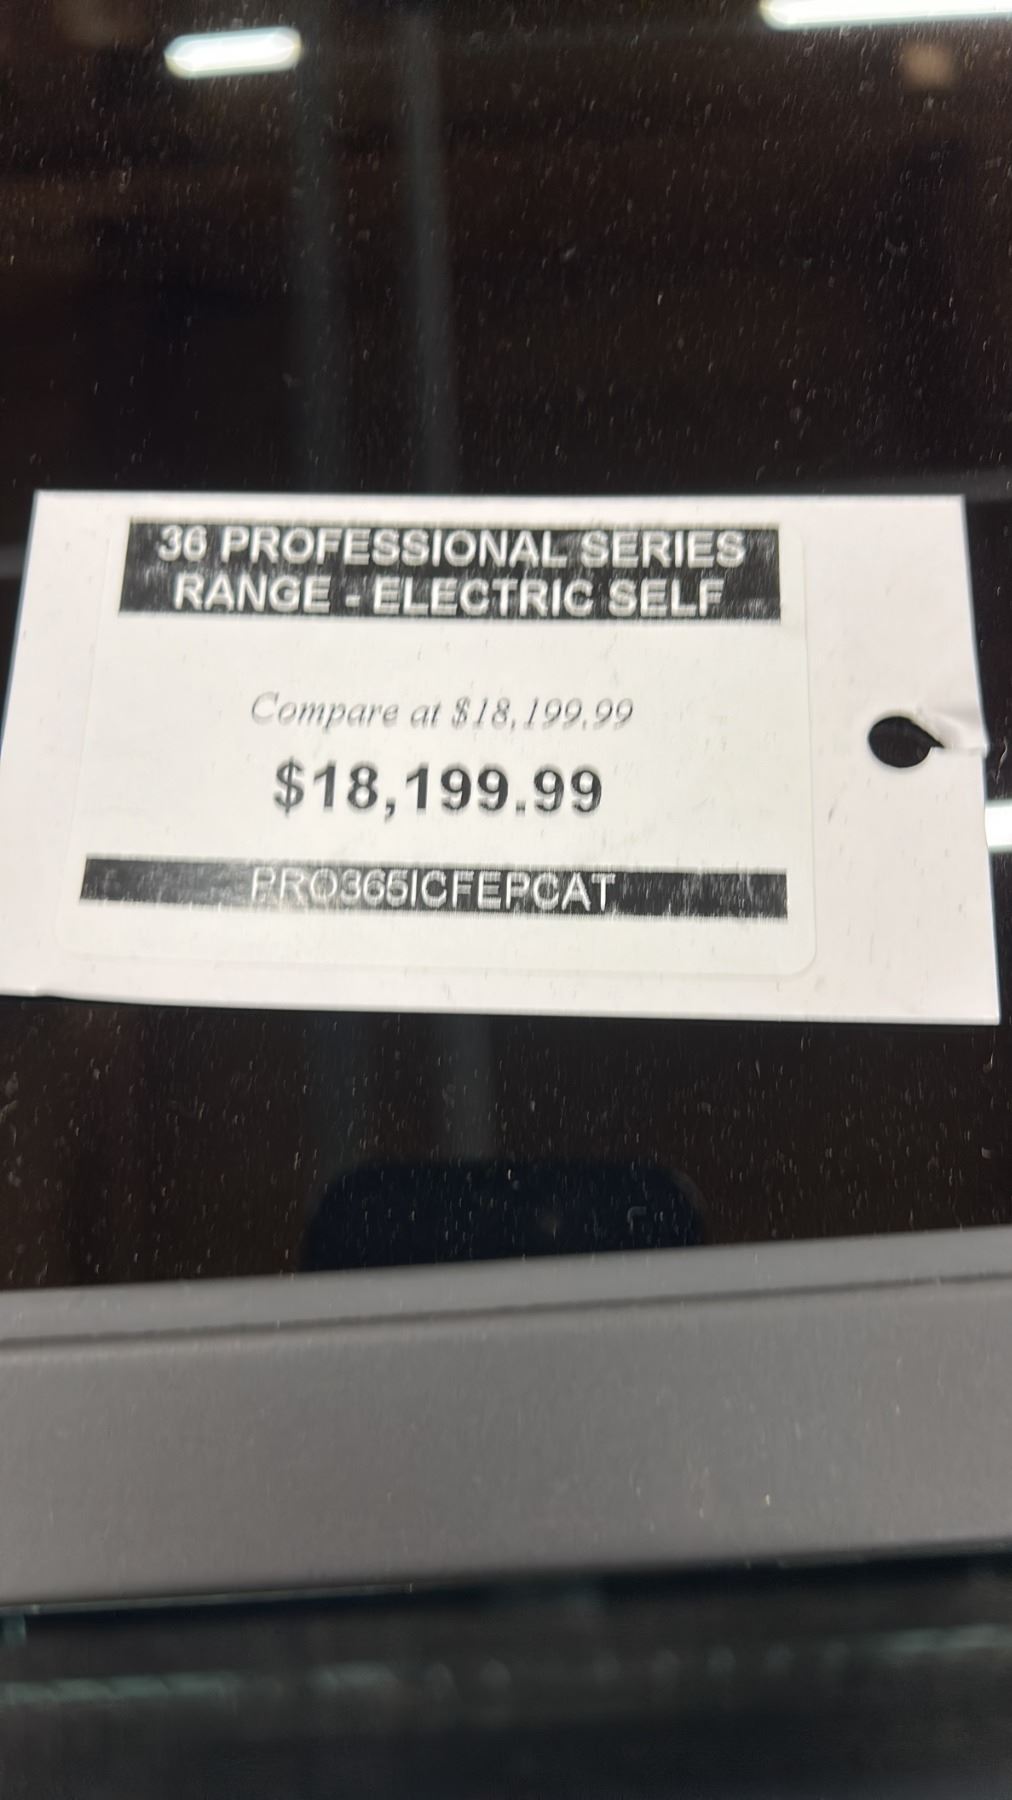 36 PROFESSIONAL SERIES
RANGE - ELECTRIC SELF
Compare at $18,199.99
$18,199.99
PRO365ICFEPCAT